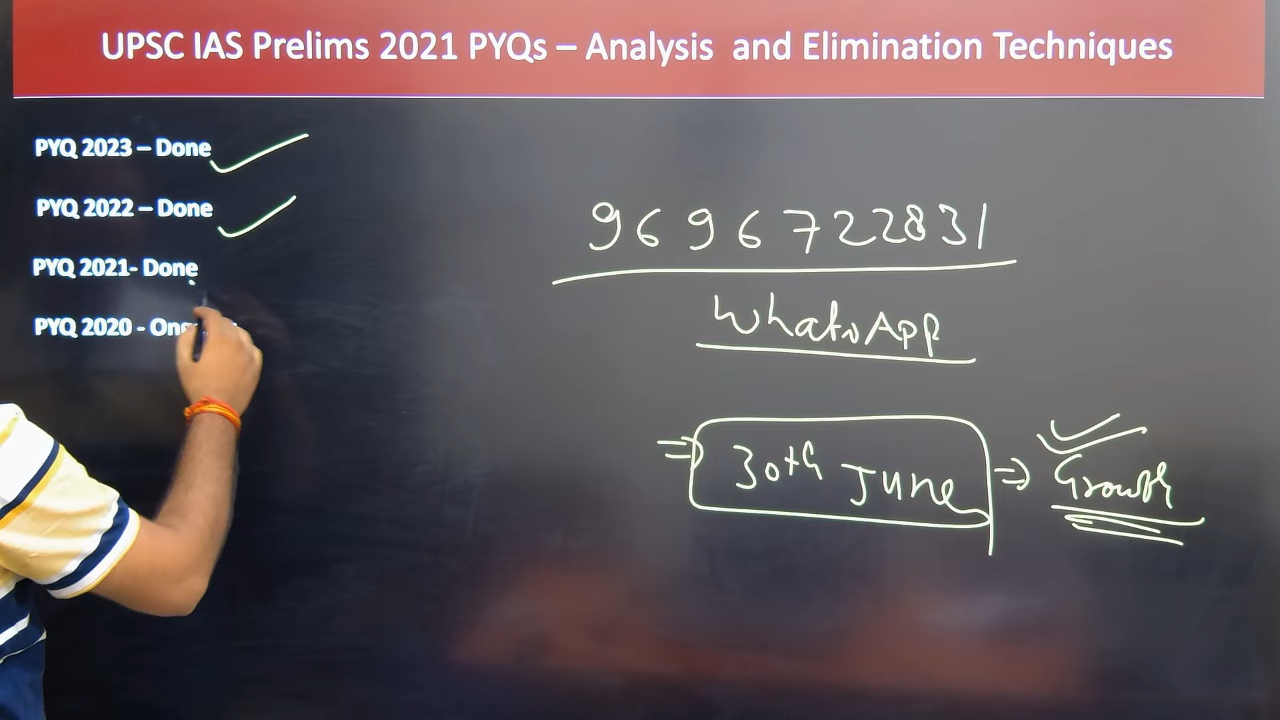 UPSC IAS Prelims 2021 PYQs – Analysis and Elimination Techniques
PYQ 2023 – Done
PYQ 2022 – Done
PYQ 2021- Done
PYQ 2020 -
9696722831
WhatsApp
⇒ 30th June ⇒ Growth